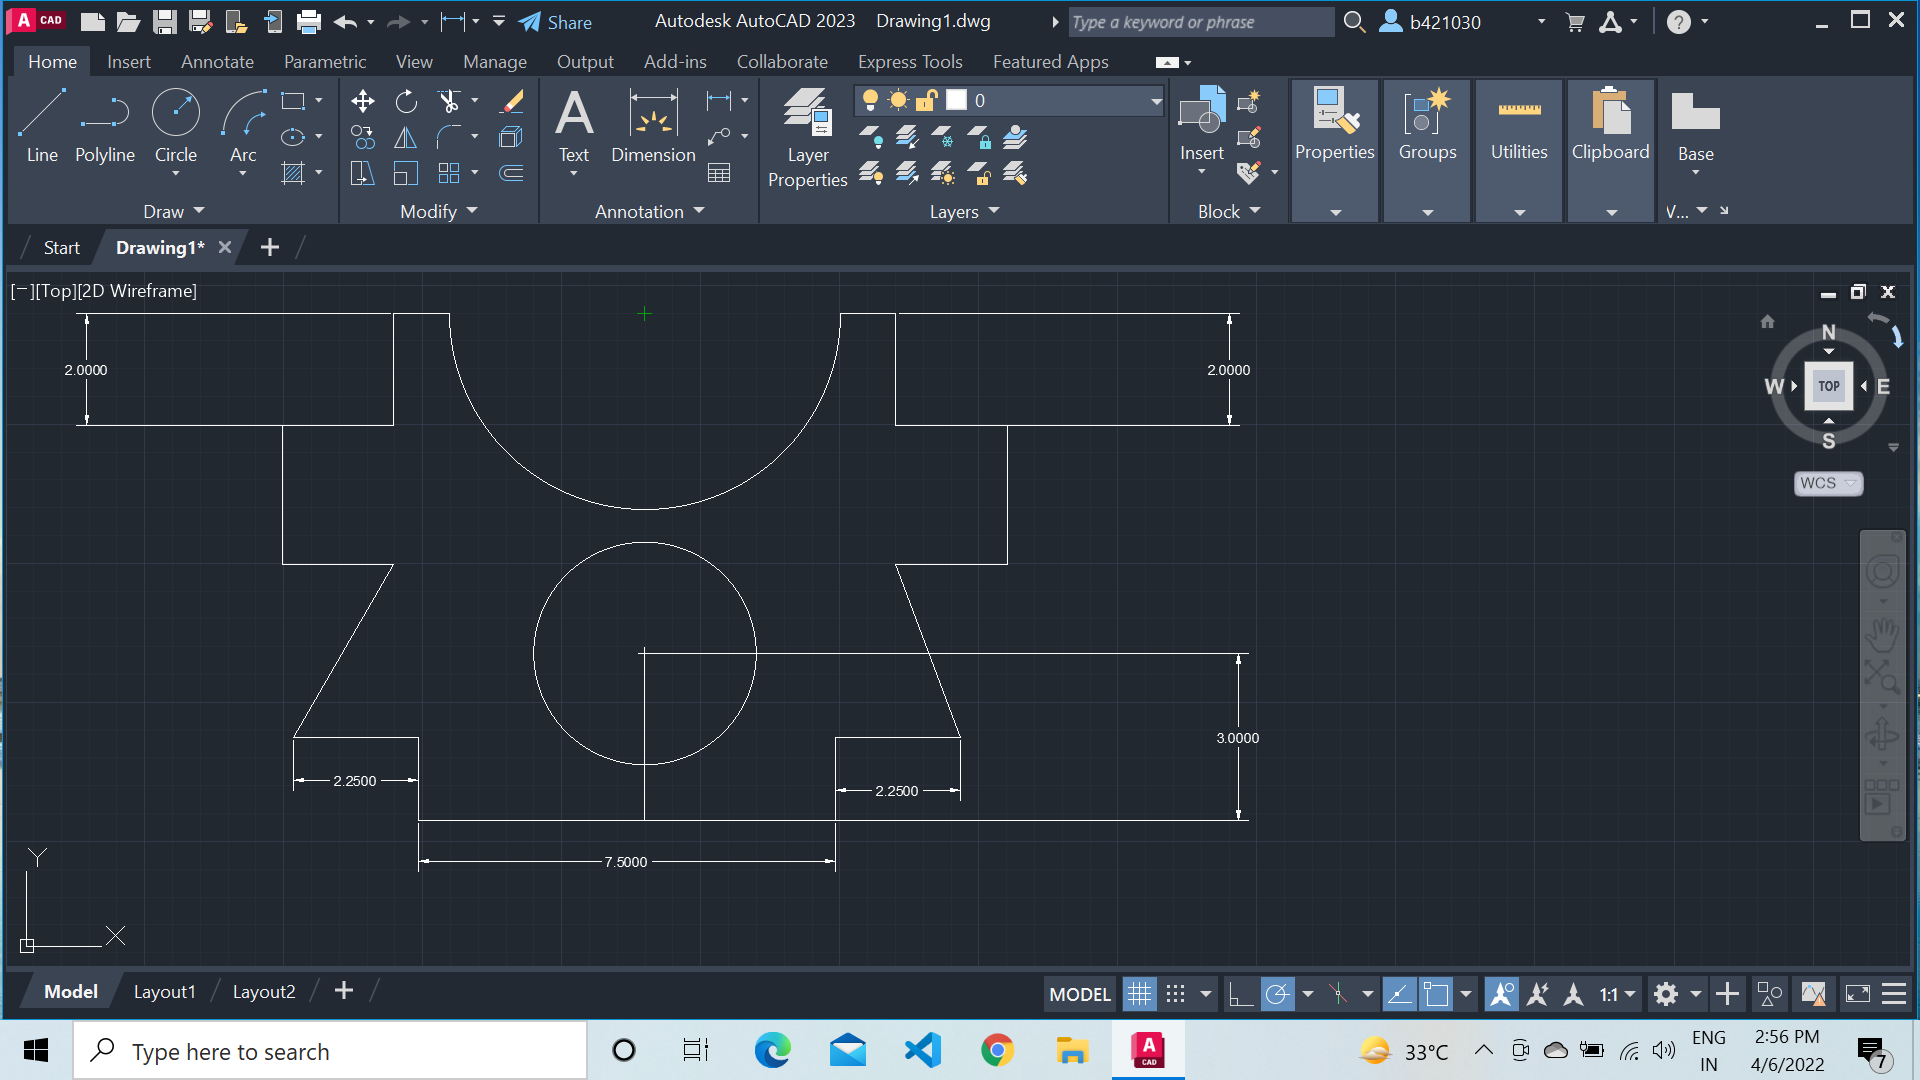 A CAD Share Autodesk AutoCAD 2023 Drawing1.dwg Type a keyword or phrase b421030 ?
Home Insert Annotate Parametric View Manage Output Add-ins Collaborate Express Tools Featured Apps
0
Line Polyline Circle Arc A Text Dimension Layer Properties Insert Properties Groups Utilities Clipboard Base
Draw Modify Annotation Layers Block V...
Start Drawing1* +
[−][Top][2D Wireframe]
N
W TOP E
S
WCS
2.0000 2.0000
3.0000
2.2500 2.2500
7.5000
Y
X
Model Layout1 Layout2 + MODEL 1:1
Type here to search A CAD 33°C ENG IN 2:56 PM 4/6/2022 7